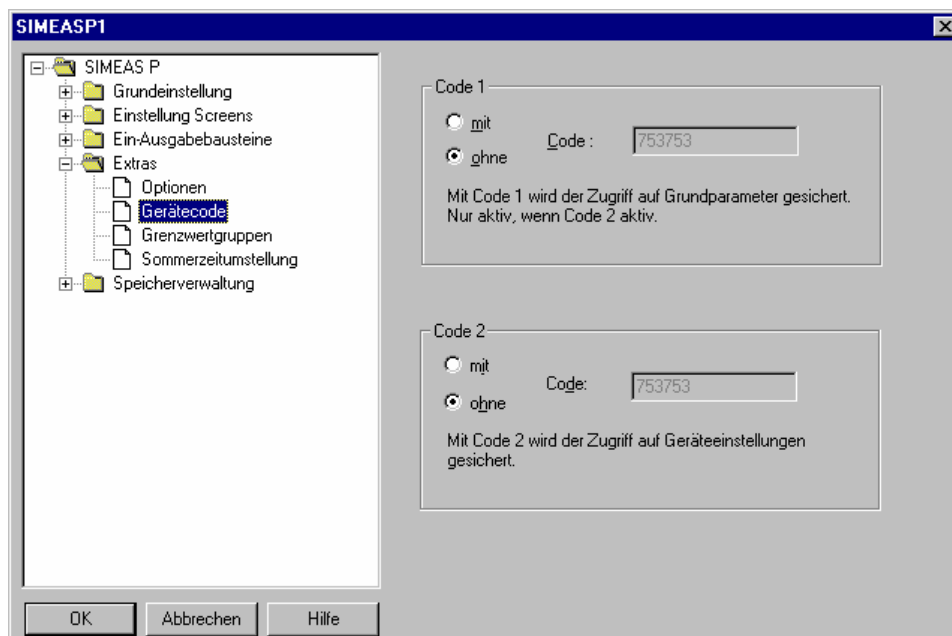 SIMEASP1
SIMEAS P
Grundeinstellung
Einstellung Screens
Ein-Ausgabebausteine
Extras
Optionen
Gerätecode
Grenzwertgruppen
Sommerzeitumstellung
Speicherverwaltung
Code 1
mit
ohne
Code :
753753
Mit Code 1 wird der Zugriff auf Grundparameter gesichert.
Nur aktiv, wenn Code 2 aktiv.
Code 2
mit
ohne
Code:
753753
Mit Code 2 wird der Zugriff auf Geräteeinstellungen
gesichert.
OK
Abbrechen
Hilfe